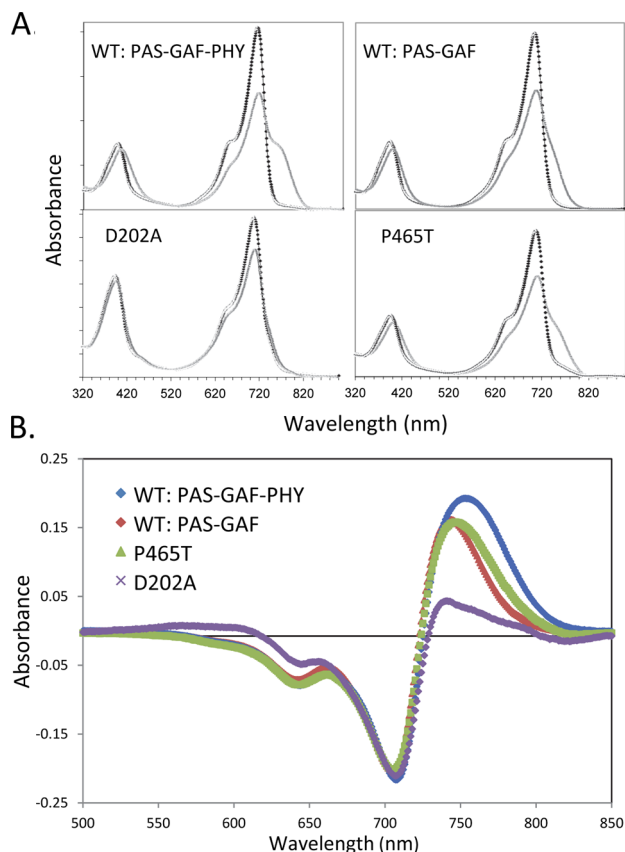 A.
WT: PAS-GAF-PHY
WT: PAS-GAF
Absorbance
D202A
P465T
320 420 520 620 720 820
320 420 520 620 720 820
Wavelength (nm)
B.
0.25
0.15
0.05
-0.05
-0.15
-0.25
Absorbance
WT: PAS-GAF-PHY
WT: PAS-GAF
P465T
D202A
500 550 600 650 700 750 800 850
Wavelength (nm)